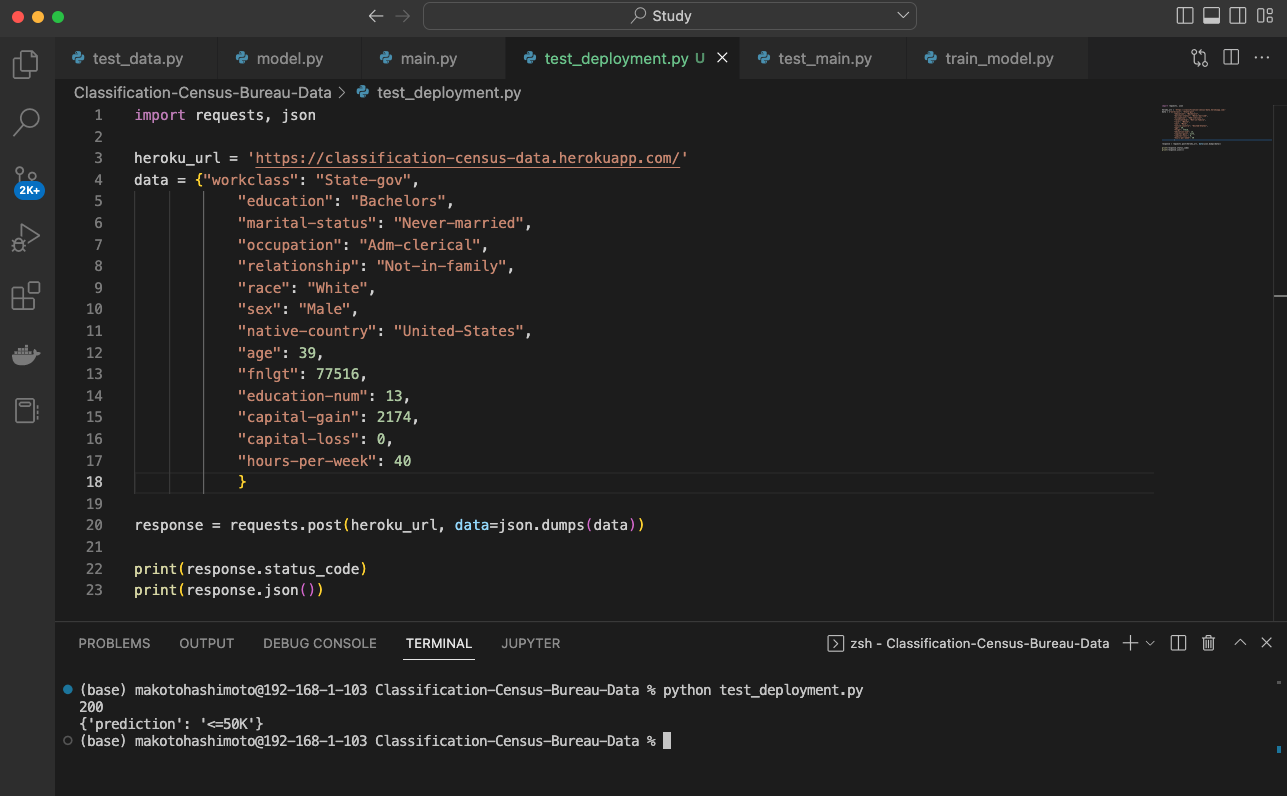 Study
test_data.py model.py main.py test_deployment.py U test_main.py train_model.py
Classification-Census-Bureau-Data > test_deployment.py
2K+
1 import requests, json
2
3 heroku_url = 'https://classification-census-data.herokuapp.com/'
4 data = {"workclass": "State-gov",
5 "education": "Bachelors",
6 "marital-status": "Never-married",
7 "occupation": "Adm-clerical",
8 "relationship": "Not-in-family",
9 "race": "White",
10 "sex": "Male",
11 "native-country": "United-States",
12 "age": 39,
13 "fnlgt": 77516,
14 "education-num": 13,
15 "capital-gain": 2174,
16 "capital-loss": 0,
17 "hours-per-week": 40
18 }
19
20 response = requests.post(heroku_url, data=json.dumps(data))
21
22 print(response.status_code)
23 print(response.json())
PROBLEMS OUTPUT DEBUG CONSOLE TERMINAL JUPYTER zsh - Classification-Census-Bureau-Data
(base) makotohashimoto@192-168-1-103 Classification-Census-Bureau-Data % python test_deployment.py
200
{'prediction': '<=50K'}
(base) makotohashimoto@192-168-1-103 Classification-Census-Bureau-Data %